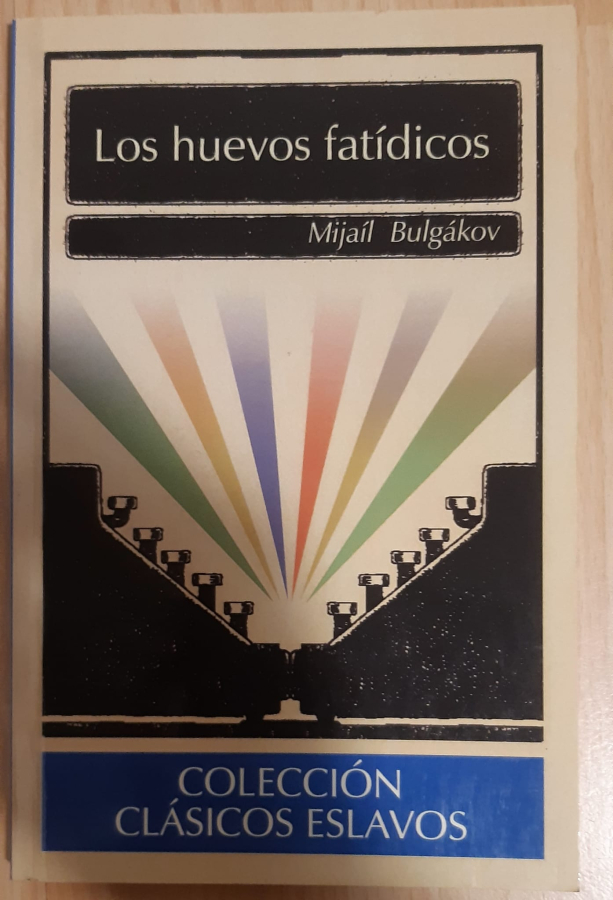 Los huevos fatídicos
Mijaíl Bulgákov
COLECCIÓN
CLÁSICOS ESLAVOS